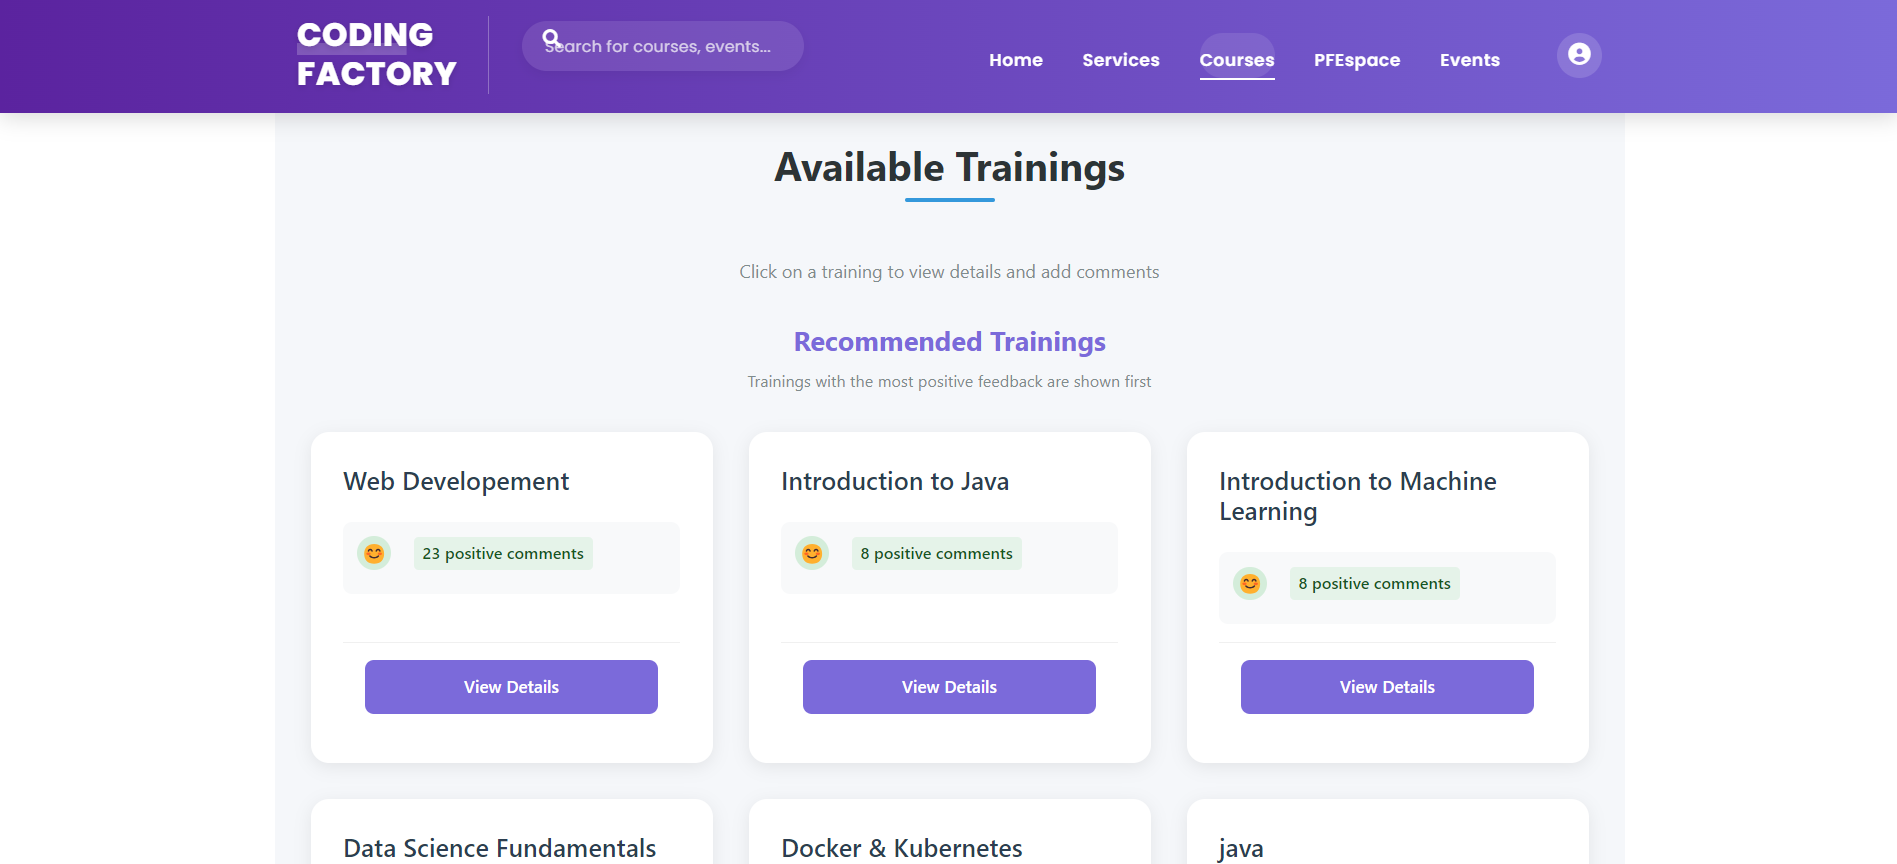 CODING
FACTORY
Search for courses, events...
Home
Services
Courses
PFEspace
Events
Available Trainings
Click on a training to view details and add comments
Recommended Trainings
Trainings with the most positive feedback are shown first
Web Developement
23 positive comments
View Details
Introduction to Java
8 positive comments
View Details
Introduction to Machine
Learning
8 positive comments
View Details
Data Science Fundamentals
Docker & Kubernetes
java